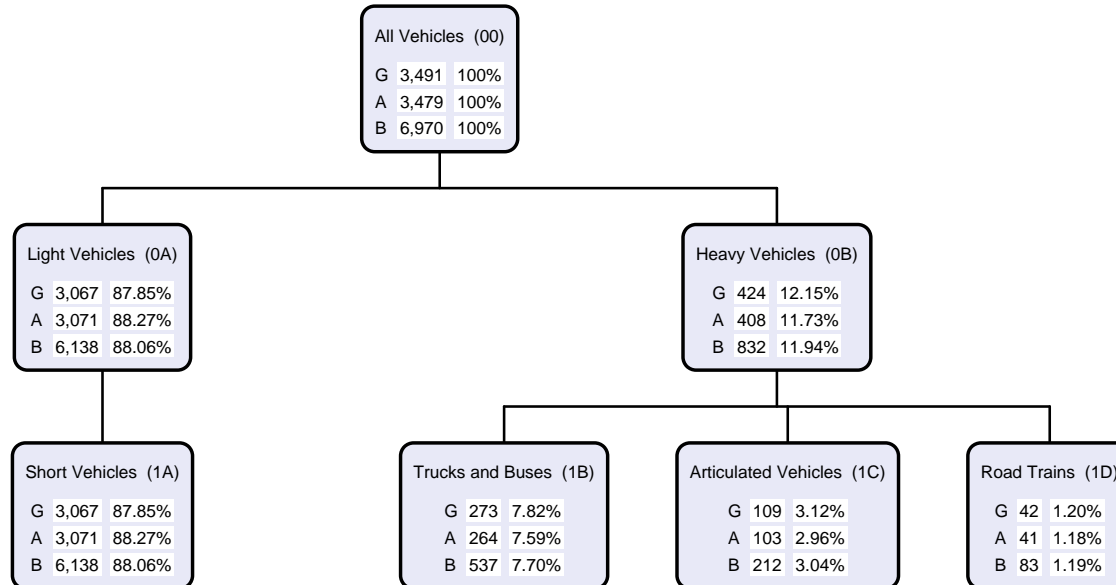 All Vehicles (00)
G 3,491 100%
A 3,479 100%
B 6,970 100%
Light Vehicles (0A)
G 3,067 87.85%
A 3,071 88.27%
B 6,138 88.06%
Heavy Vehicles (0B)
G 424 12.15%
A 408 11.73%
B 832 11.94%
Short Vehicles (1A)
G 3,067 87.85%
A 3,071 88.27%
B 6,138 88.06%
Trucks and Buses (1B)
G 273 7.82%
A 264 7.59%
B 537 7.70%
Articulated Vehicles (1C)
G 109 3.12%
A 103 2.96%
B 212 3.04%
Road Trains (1D)
G 42 1.20%
A 41 1.18%
B 83 1.19%